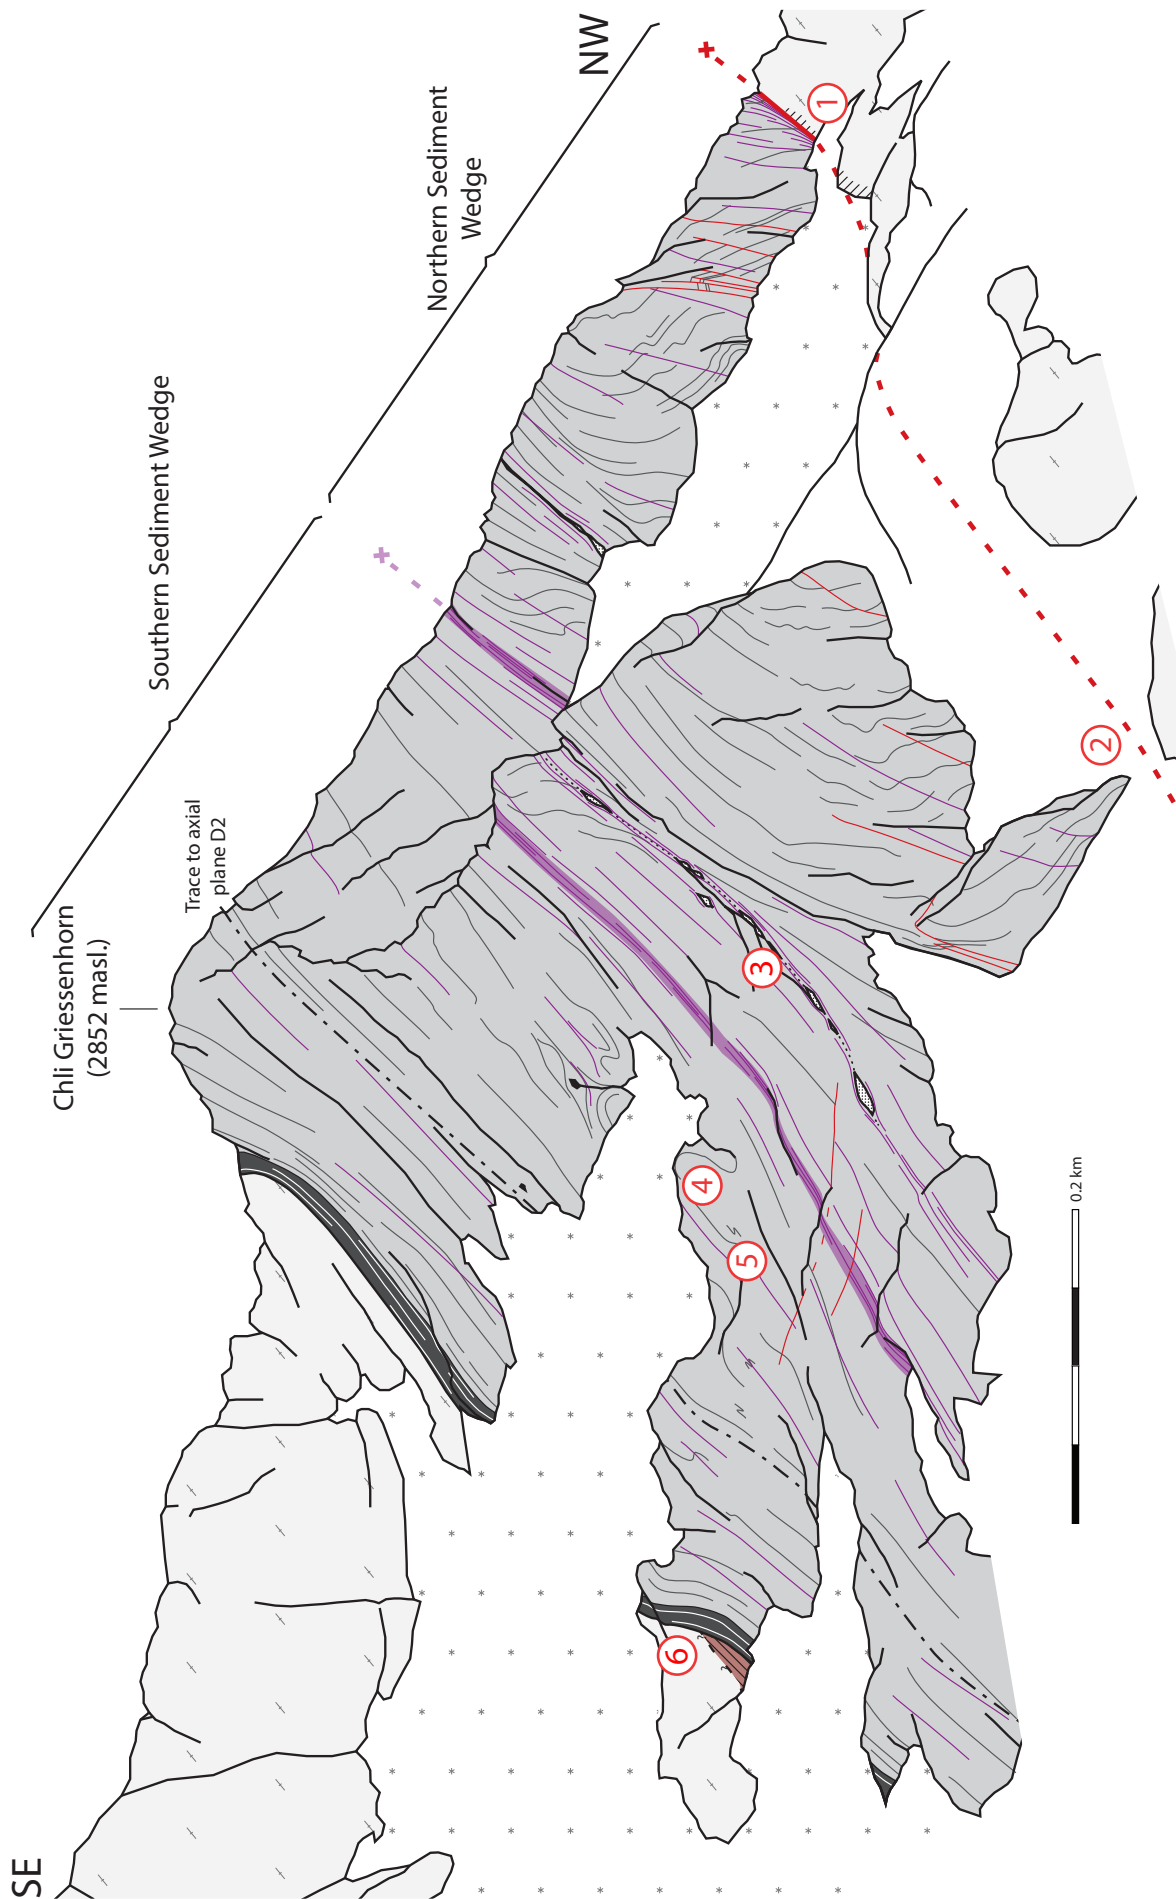 SE
NW
Chli Griessenhorn
(2852 masl.)
Southern Sediment Wedge
Northern Sediment
Wedge
Trace to axial
plane D2
1
2
3
4
5
6
?
?
0.2 km